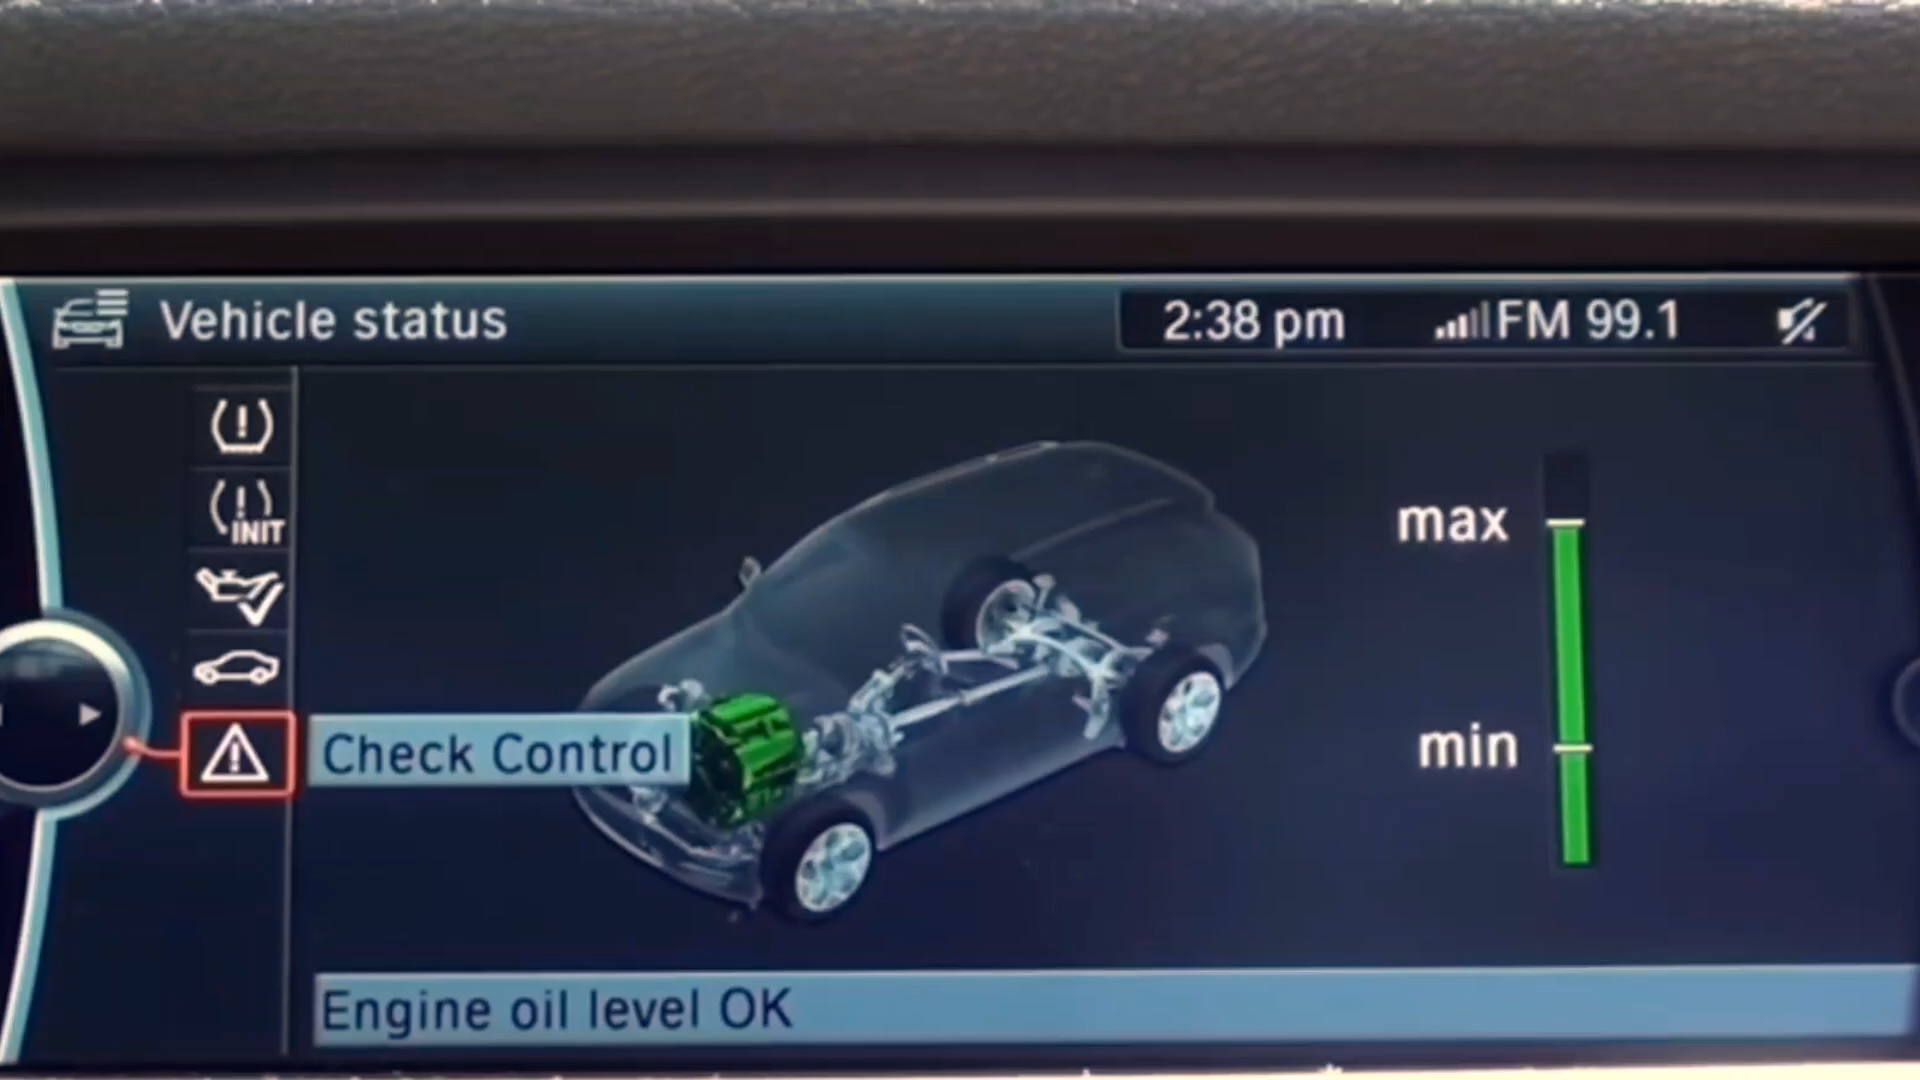 Vehicle status
2:38 pm
FM 99.1
INIT
Check Control
max
min
Engine oil level OK